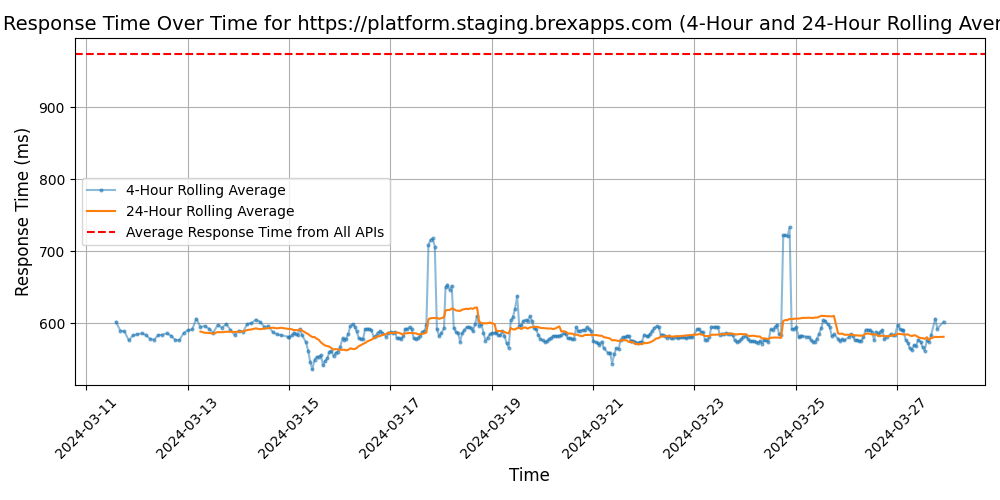 Response Time Over Time for https://platform.staging.brexapps.com (4-Hour and 24-Hour Rolling Aver
Response Time (ms)
900
800
700
600
4-Hour Rolling Average
24-Hour Rolling Average
Average Response Time from All APIs
2024-03-11
2024-03-13
2024-03-15
2024-03-17
2024-03-19
2024-03-21
2024-03-23
2024-03-25
2024-03-27
Time